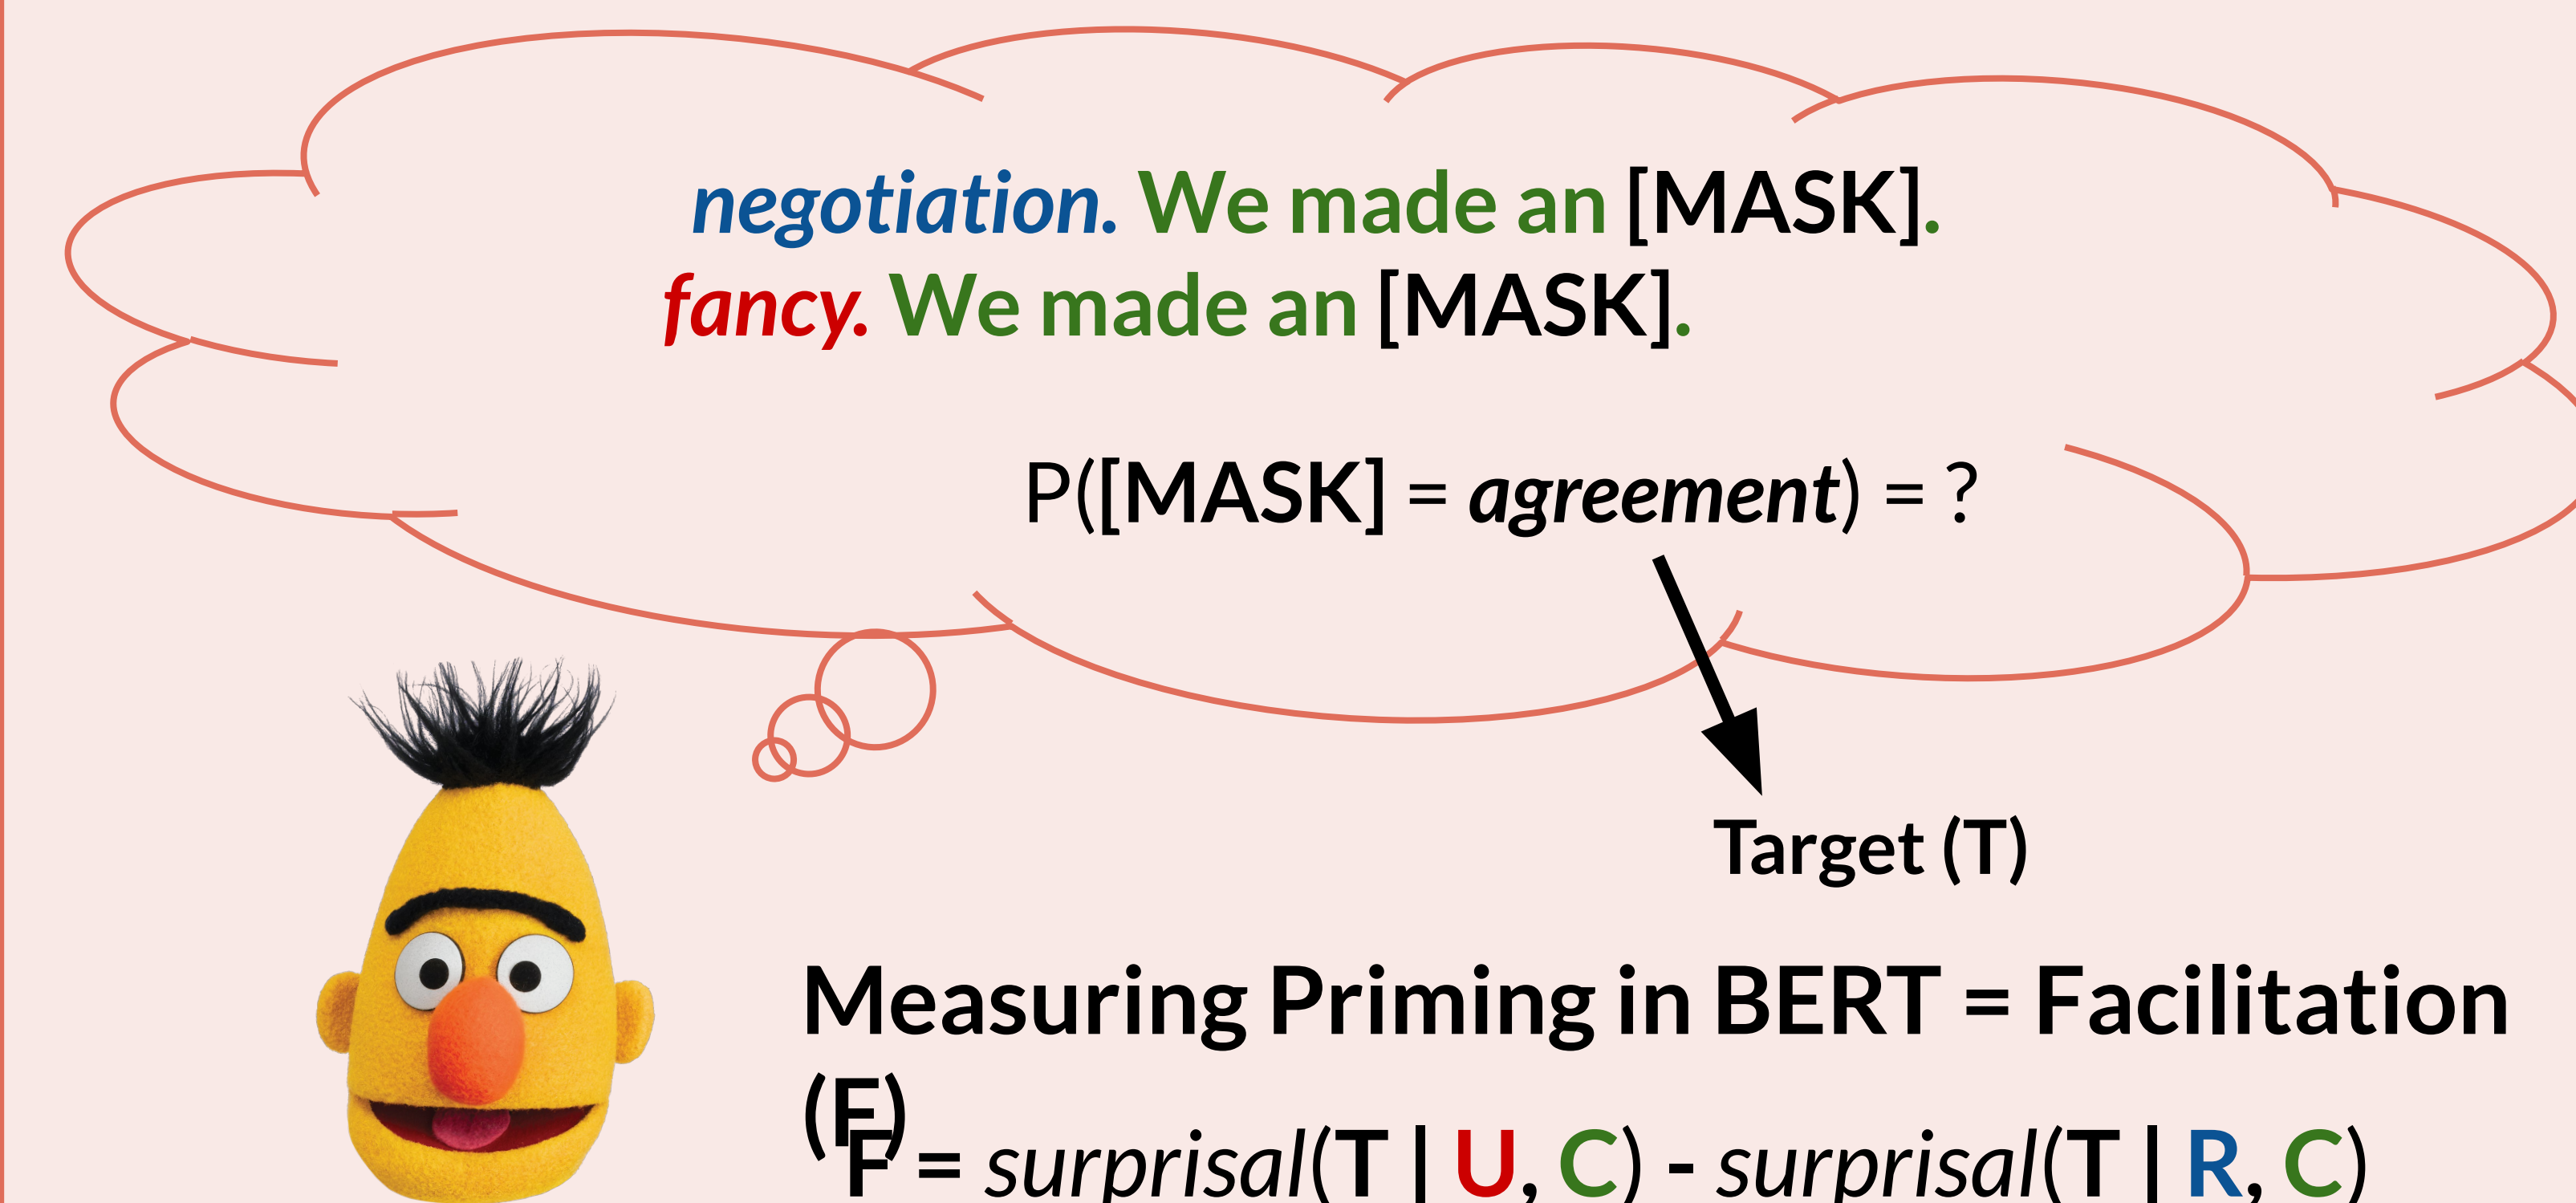 negotiation. We made an [MASK].
fancy. We made an [MASK].
P([MASK] = agreement) = ?
Target (T)
Measuring Priming in BERT = Facilitation
(F)
F = surprisal(T | U, C) - surprisal(T | R, C)